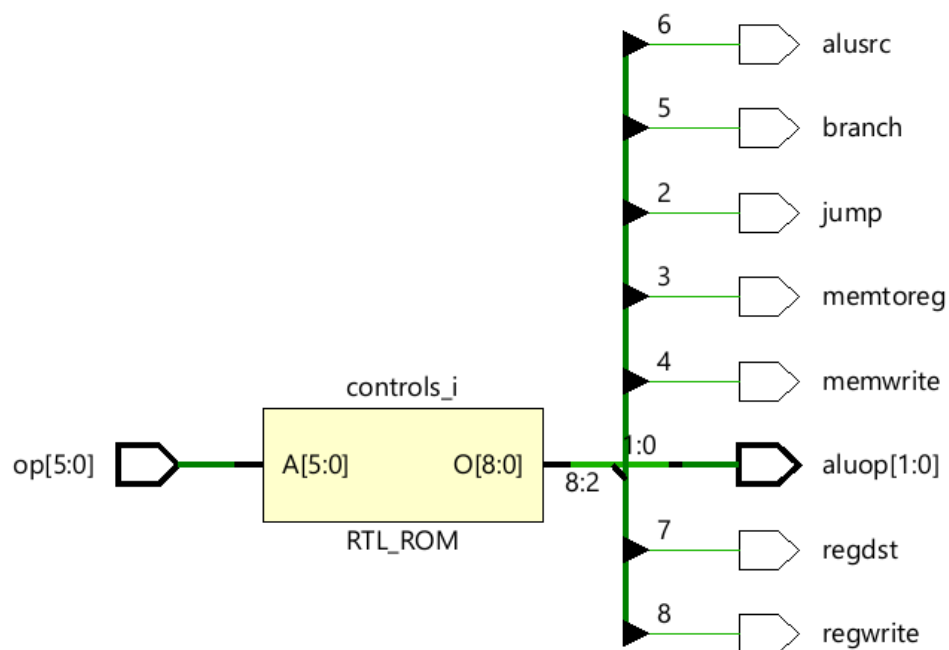 6
alusrc
5
branch
2
jump
3
memtoreg
4
memwrite
controls_i
op[5:0]
A[5:0]
O[8:0]
8:2
1:0
aluop[1:0]
RTL_ROM
7
regdst
8
regwrite